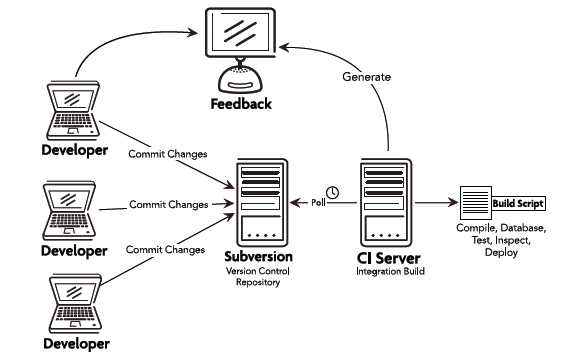 Feedback
Generate
Developer
Commit Changes
Commit Changes
Poll
Build Script
Developer
Compile, Database,
Test, Inspect,
Deploy
Commit Changes
Subversion
Version Control
Repository
CI Server
Integration Build
Developer